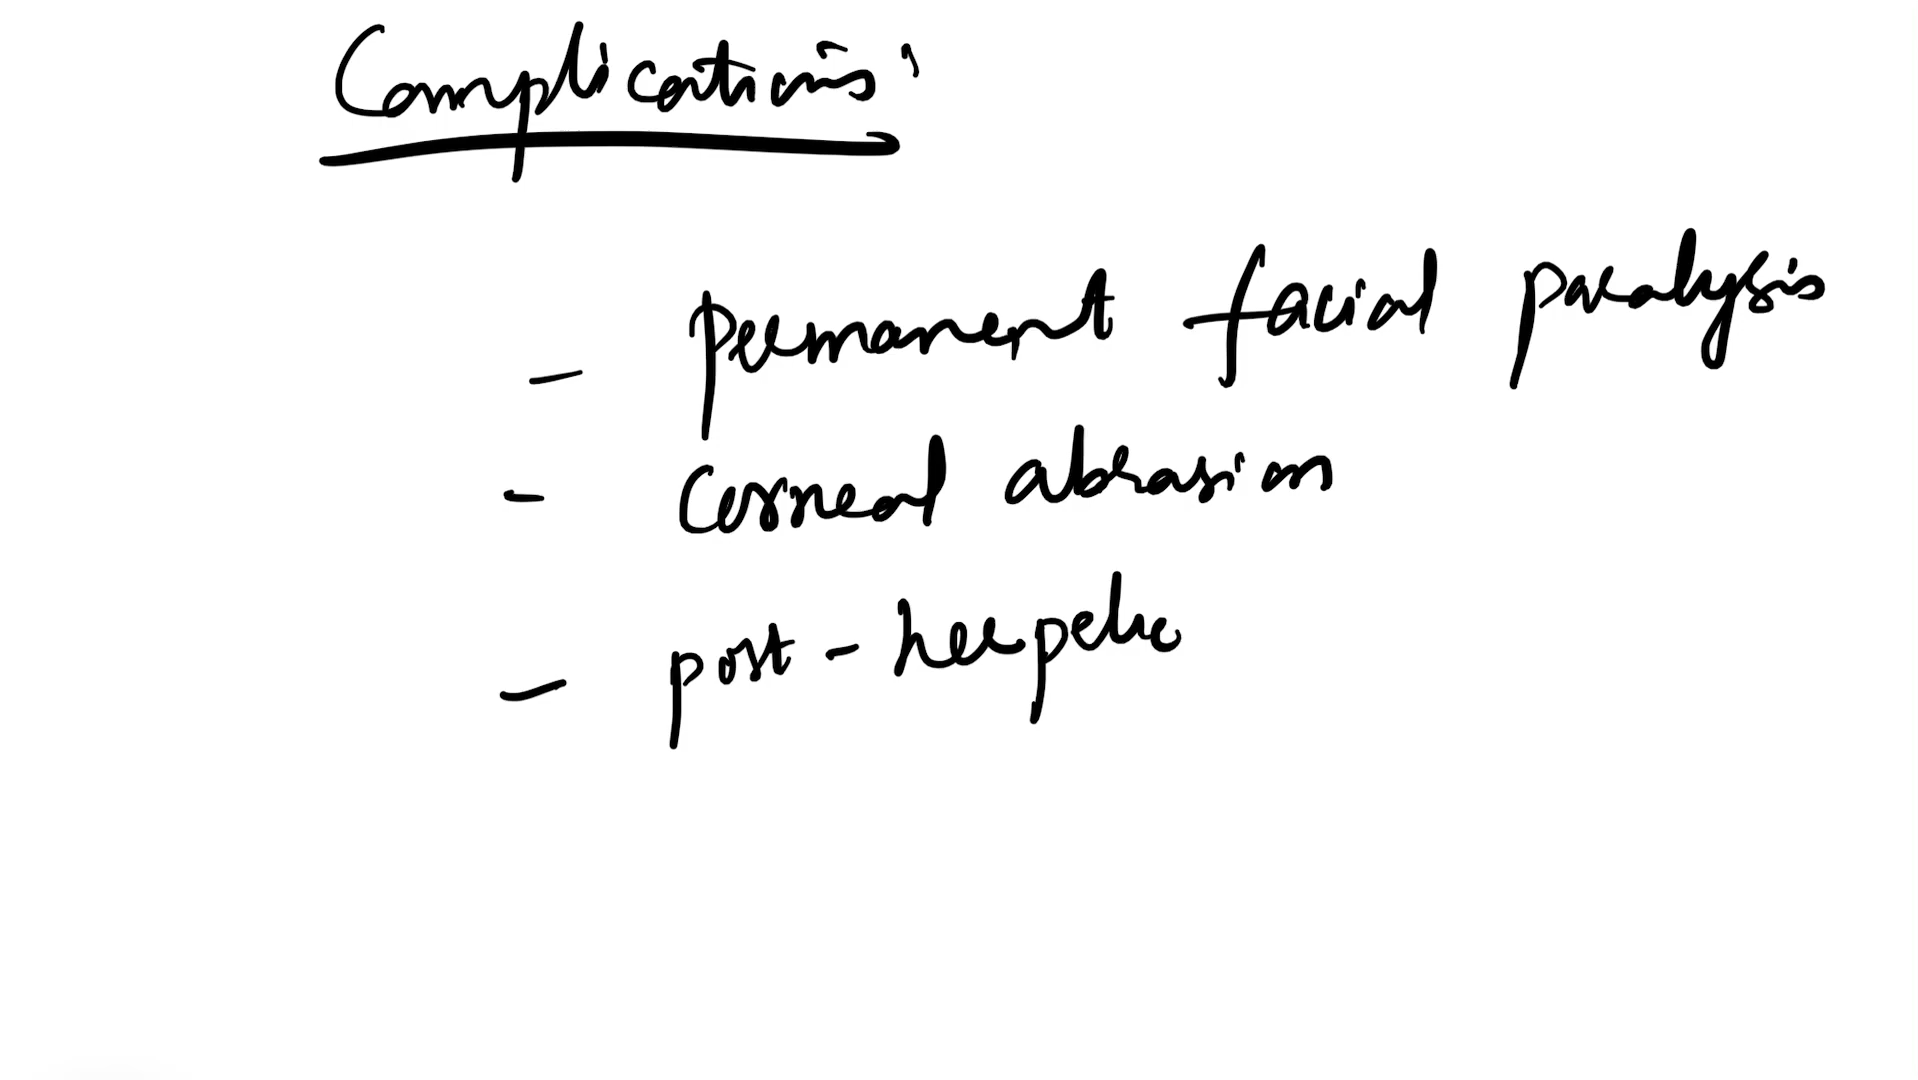 Complications:
- permanent facial paralysis
- corneal abrasion
- post-herpetic